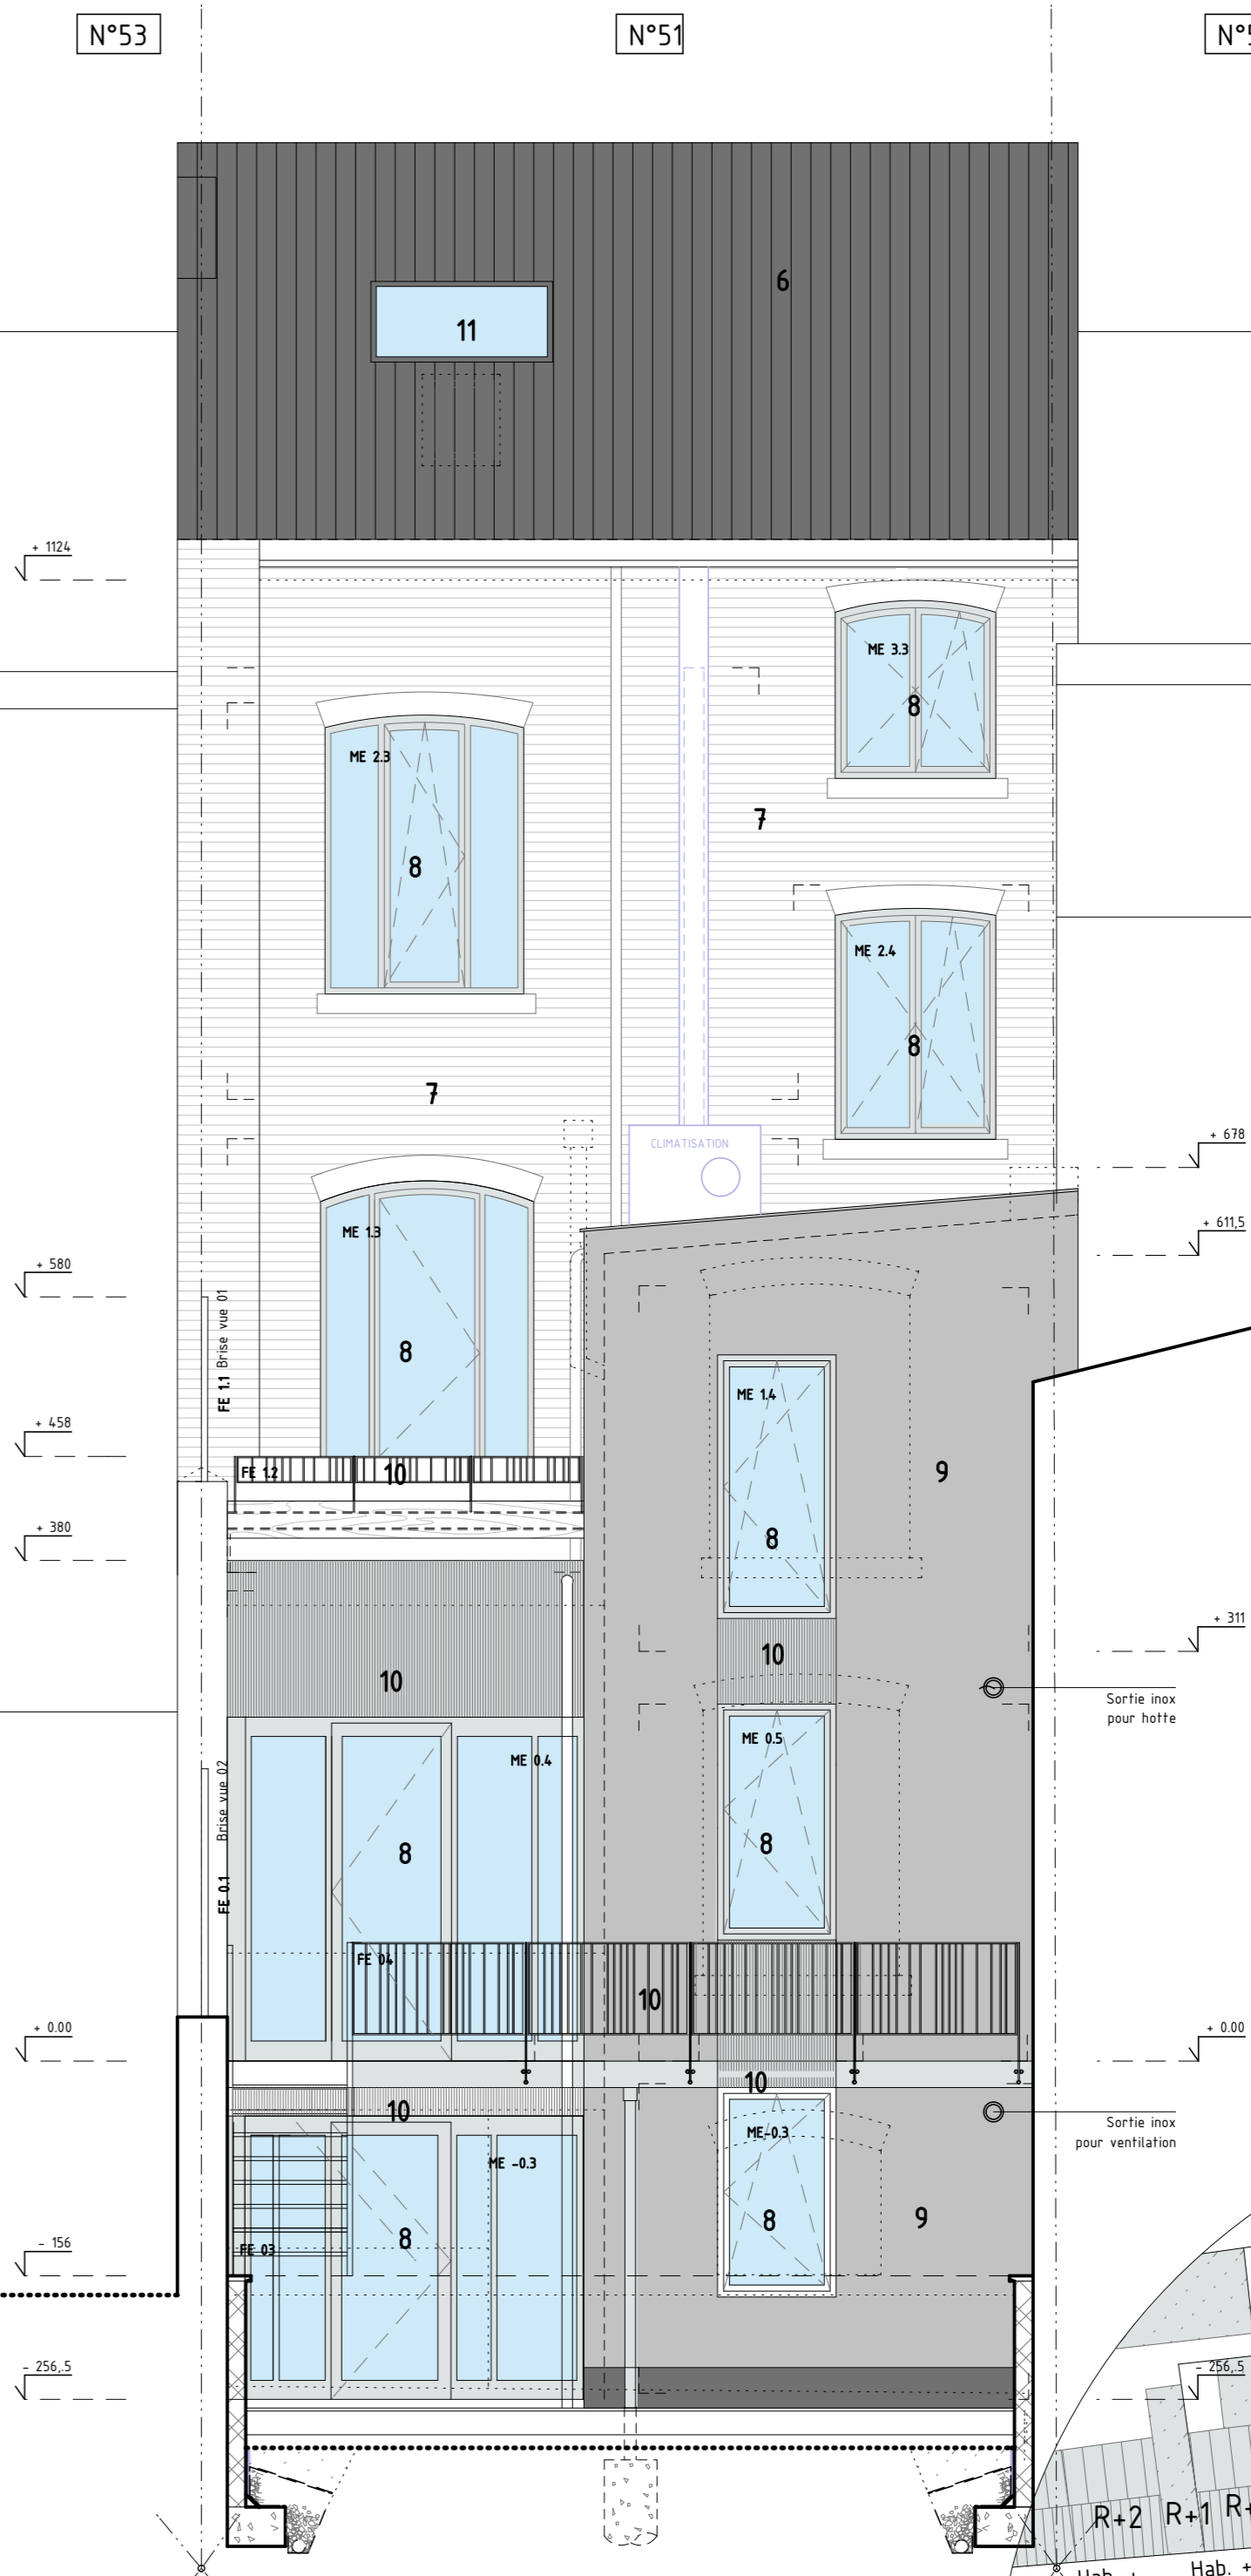 N°53
N°51
6
11
+ 1124
ME 3.3
8
ME 2.3
7
8
ME 2.4
8
7
CLIMATISATION
+ 678
ME 1.3
+ 611,5
+ 580
FE 1.1 Brise vue 01
8
ME 1.4
+ 458
FE 1.2
10
9
+ 380
8
+ 311
10
10
Sortie inox
pour hotte
ME 0.5
ME 0.4
FE 0.1 Brise vue 02
8
8
FE 04
10
+ 0.00
+ 0.00
10
10
ME-0.3
Sortie inox
pour ventilation
ME -0.3
8
8
9
- 156
FE 03
- 256,.5
- 256,.5
R+2 R+1
Hab.